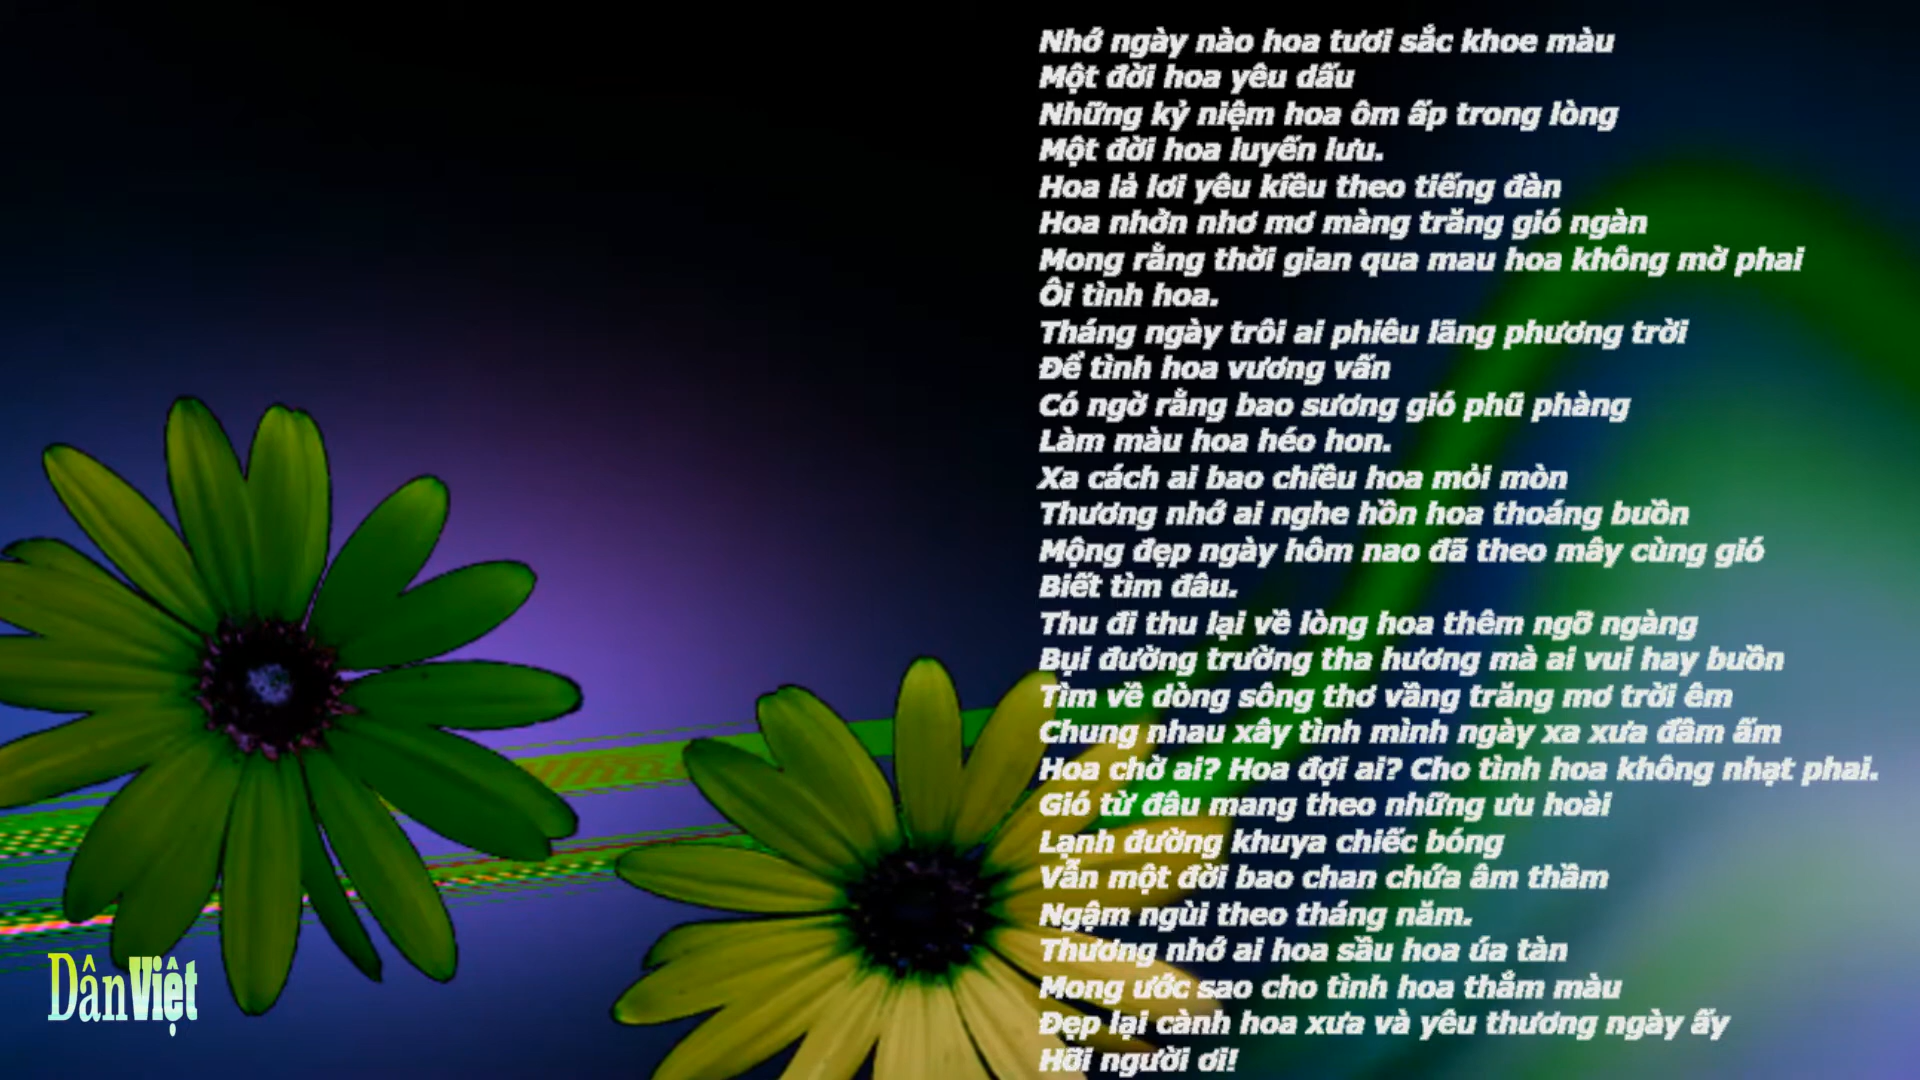 Nhớ ngày nào hoa tươi sắc khoe màu
Một đời hoa yêu dấu
Những kỷ niệm hoa ôm ấp trong lòng
Một đời hoa luyến lưu.
Hoa lả lơi yêu kiều theo tiếng đàn
Hoa nhởn nhơ mơ màng trăng gió ngàn
Mong rằng thời gian qua mau hoa không mờ phai
Ôi tình hoa.
Tháng ngày trôi ai phiêu lãng phương trời
Để tình hoa vương vấn
Có ngờ rằng bao sương gió phũ phàng
Làm màu hoa héo hon.
Xa cách ai bao chiều hoa mỏi mòn
Thương nhớ ai nghe hồn hoa thoáng buồn
Mộng đẹp ngày hôm nao đã theo mây cùng gió
Biết tìm đâu.
Thu đi thu lại về lòng hoa thêm ngỡ ngàng
Bụi đường trường tha hương mà ai vui hay buồn
Tìm về dòng sông thơ vầng trăng mơ trời êm
Chung nhau xây tình mình ngày xa xưa đầm ấm
Hoa chờ ai? Hoa đợi ai? Cho tình hoa không nhạt phai.
Gió từ đâu mang theo những ưu hoài
Lạnh đường khuya chiếc bóng
Vẫn một đời bao chan chứa âm thầm
Ngậm ngùi theo tháng năm.
Thương nhớ ai hoa sầu hoa úa tàn
Mong ước sao cho tình hoa thắm màu
Đẹp lại cành hoa xưa và yêu thương ngày ấy
Hỡi người ơi!
DânViệt